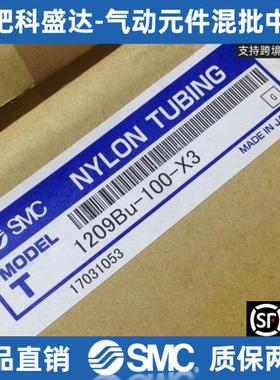 肥科盛达-气动元件混批中
支持跨境
SMC
NYLON TUBING
MODEL
T
1209Bu-100-X3
G
MADE IN J
17031053
SF
品直销
SMC
质保两